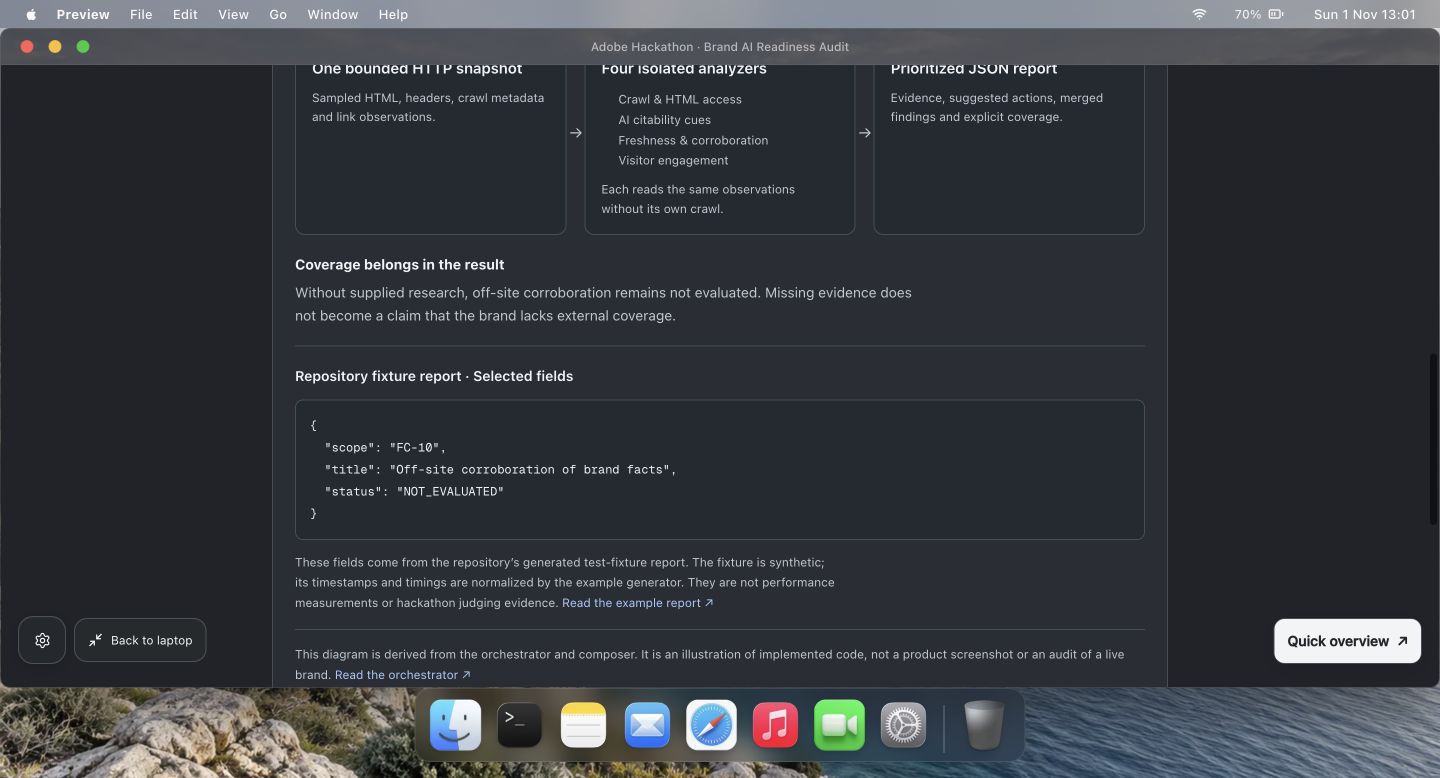 Preview File Edit View Go Window Help 70% Sun 1 Nov 13:01
Adobe Hackathon · Brand AI Readiness Audit
One bounded HTTP snapshot
Sampled HTML, headers, crawl metadata
and link observations.
→
Four isolated analyzers
Crawl & HTML access
AI citability cues
Freshness & corroboration
Visitor engagement
Each reads the same observations
without its own crawl.
→
Prioritized JSON report
Evidence, suggested actions, merged
findings and explicit coverage.
Coverage belongs in the result
Without supplied research, off-site corroboration remains not evaluated. Missing evidence does
not become a claim that the brand lacks external coverage.
Repository fixture report · Selected fields
{
"scope": "FC-10",
"title": "Off-site corroboration of brand facts",
"status": "NOT_EVALUATED"
}
These fields come from the repository's generated test-fixture report. The fixture is synthetic;
its timestamps and timings are normalized by the example generator. They are not performance
measurements or hackathon judging evidence. Read the example report ↗
This diagram is derived from the orchestrator and composer. It is an illustration of implemented code, not a product screenshot or an audit of a live
brand. Read the orchestrator ↗
Back to laptop
Quick overview ↗
>_